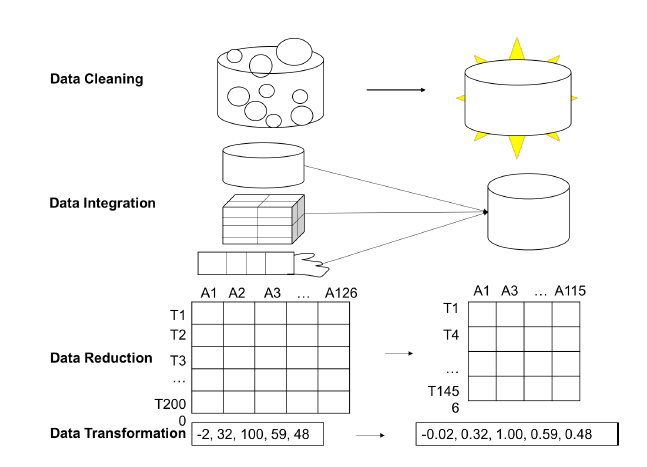 Data Cleaning
Data Integration
A1 A2 A3 … A126
T1
T2
T3
…
T200
0
A1 A3 … A115
T1
T4
…
T145
6
Data Reduction
Data Transformation
-2, 32, 100, 59, 48
-0.02, 0.32, 1.00, 0.59, 0.48